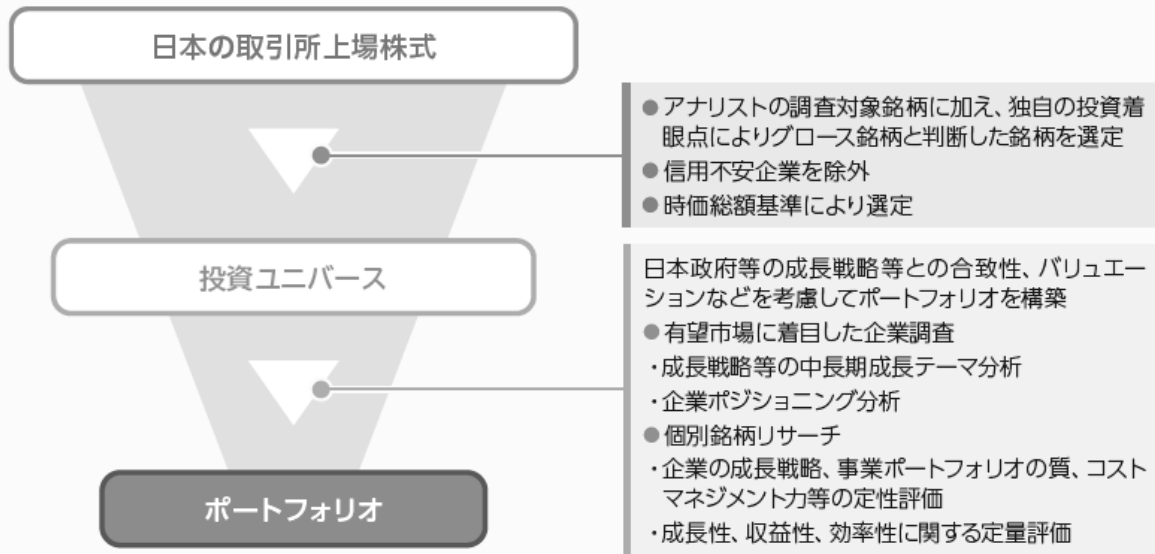 日本の取引所上場株式
●アナリストの調査対象銘柄に加え、独自の投資着
眼点によりグロース銘柄と判断した銘柄を選定
●信用不安企業を除外
●時価総額基準により選定
投資ユニバース
日本政府等の成長戦略等との合致性、バリュエー
ションなどを考慮してポートフォリオを構築
●有望市場に着目した企業調査
・成長戦略等の中長期成長テーマ分析
・企業ポジショニング分析
●個別銘柄リサーチ
・企業の成長戦略、事業ポートフォリオの質、コスト
マネジメント力等の定性評価
・成長性、収益性、効率性に関する定量評価
ポートフォリオ